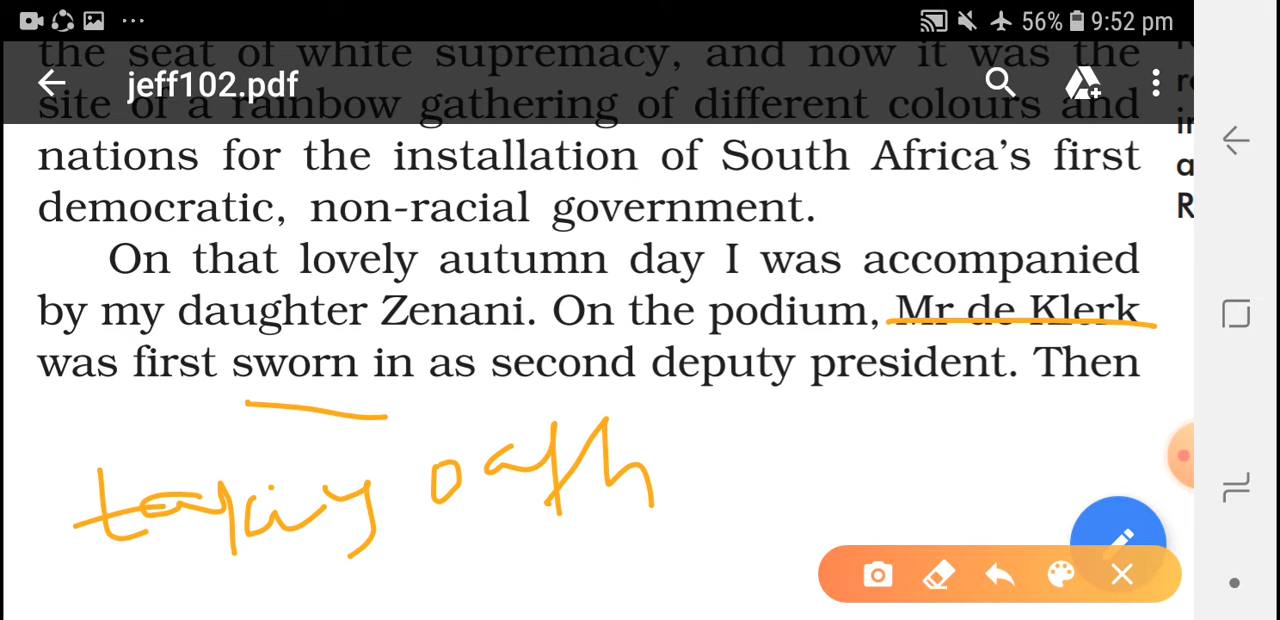 56% 9:52 pm
the seat of white supremacy, and now it was the
jeff102.pdf
site of a rainbow gathering of different colours and
nations for the installation of South Africa's first
democratic, non-racial government.
On that lovely autumn day I was accompanied
by my daughter Zenani. On the podium, Mr de Klerk
was first sworn in as second deputy president. Then
taking oath